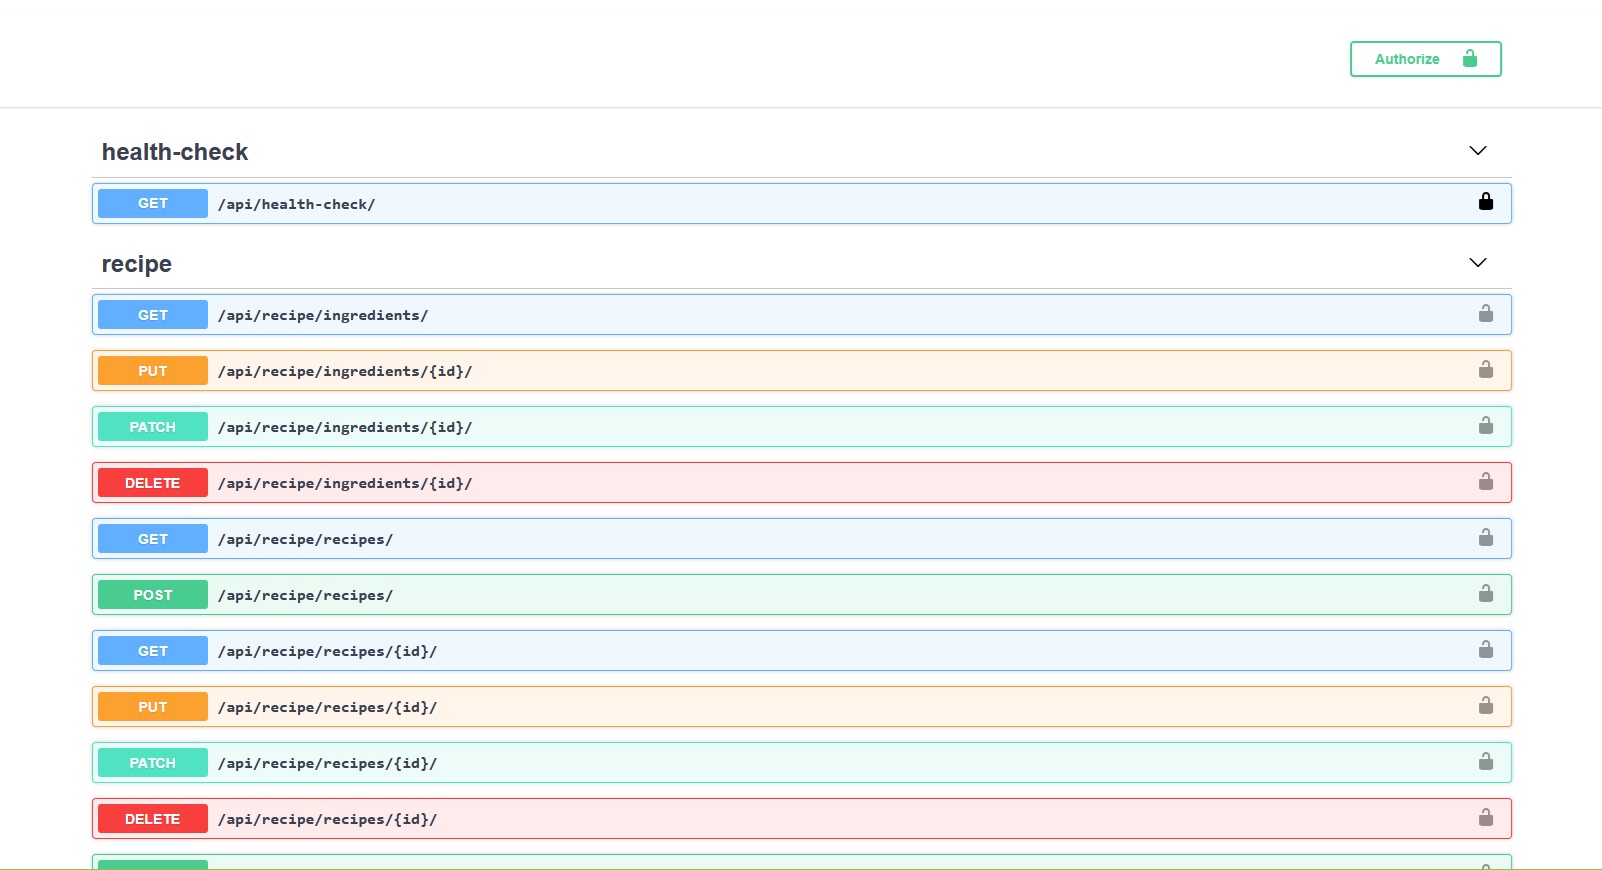 Authorize
health-check
GET /api/health-check/
recipe
GET /api/recipe/ingredients/
PUT /api/recipe/ingredients/{id}/
PATCH /api/recipe/ingredients/{id}/
DELETE /api/recipe/ingredients/{id}/
GET /api/recipe/recipes/
POST /api/recipe/recipes/
GET /api/recipe/recipes/{id}/
PUT /api/recipe/recipes/{id}/
PATCH /api/recipe/recipes/{id}/
DELETE /api/recipe/recipes/{id}/